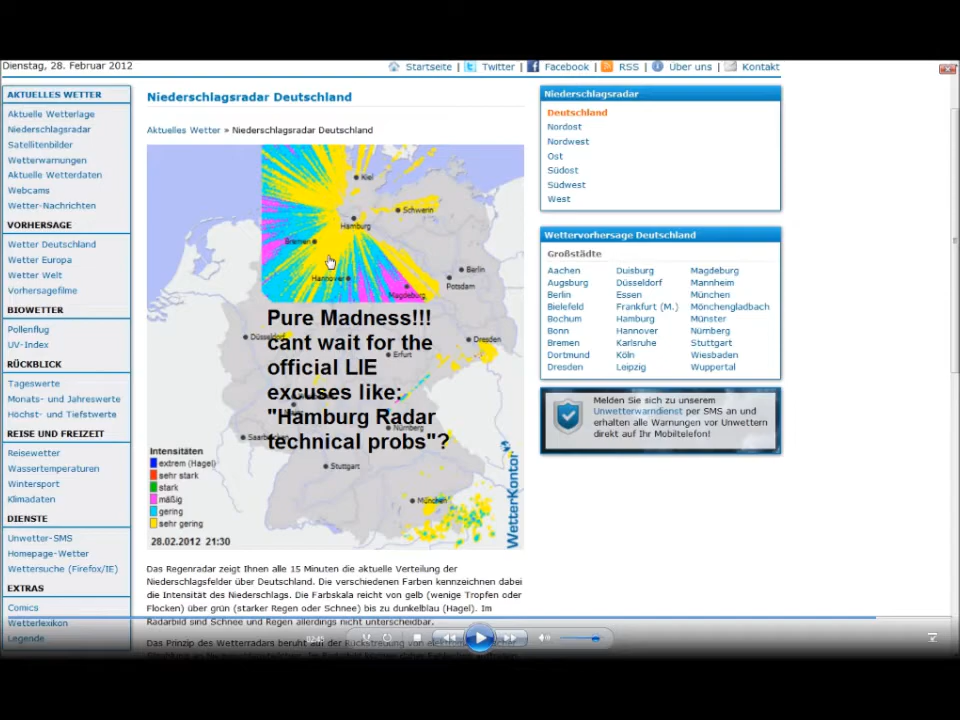 Dienstag, 28. Februar 2012
Startseite | Twitter | Facebook | RSS | Über uns | Kontakt
AKTUELLES WETTER
Aktuelle Wetterlage
Niederschlagsradar
Satellitenbilder
Wetterwarnungen
Aktuelle Wetterdaten
Webcams
Wetter-Nachrichten
VORHERSAGE
Wetter Deutschland
Wetter Europa
Wetter Welt
Vorhersagefilme
BIOWETTER
Pollenflug
UV-Index
RÜCKBLICK
Tageswerte
Monats- und Jahreswerte
Höchst- und Tiefstwerte
REISE UND FREIZEIT
Reisewetter
Wassertemperaturen
Wintersport
Klimadaten
DIENSTE
Unwetter-SMS
Homepage-Wetter
Wettersuche (Firefox/IE)
EXTRAS
Comics
Wetterlexikon
Legende
Niederschlagsradar Deutschland
Aktuelles Wetter » Niederschlagsradar Deutschland
Kiel
Schwerin
Hamburg
Bremen
Berlin
Hannover
Potsdam
Magdeburg
Pure Madness!!!
cant wait for the
official LIE
excuses like:
"Hamburg Radar
technical probs"?
Dresden
Erfurt
Nürnberg
Stuttgart
München
Intensitäten
extrem (Hagel)
sehr stark
stark
mäßig
gering
sehr gering
28.02.2012 21:30
WetterKontor
Das Regenradar zeigt Ihnen alle 15 Minuten die aktuelle Verteilung der
Niederschlagsfelder über Deutschland. Die verschiedenen Farben kennzeichnen dabei
die Intensität des Niederschlags. Die Farbskala reicht von gelb (wenige Tropfen oder
Flocken) über grün (starker Regen oder Schnee) bis zu dunkelblau (Hagel). Im
Radarbild sind Schnee und Regen allerdings nicht unterscheidbar.
Das Prinzip des Wetterradars beruht auf der Rückstreuung von
Niederschlagsradar
Deutschland
Nordost
Nordwest
Ost
Südost
Südwest
West
Wettervorhersage Deutschland
Großstädte
Aachen Duisburg Magdeburg
Augsburg Düsseldorf Mannheim
Berlin Essen München
Bielefeld Frankfurt (M.) Mönchengladbach
Bochum Hamburg Münster
Bonn Hannover Nürnberg
Bremen Karlsruhe Stuttgart
Dortmund Köln Wiesbaden
Dresden Leipzig Wuppertal
Melden Sie sich zu unserem
Unwetterwarndienst per SMS an und
erhalten alle Warnungen vor Unwettern
direkt auf Ihr Mobiltelefon!